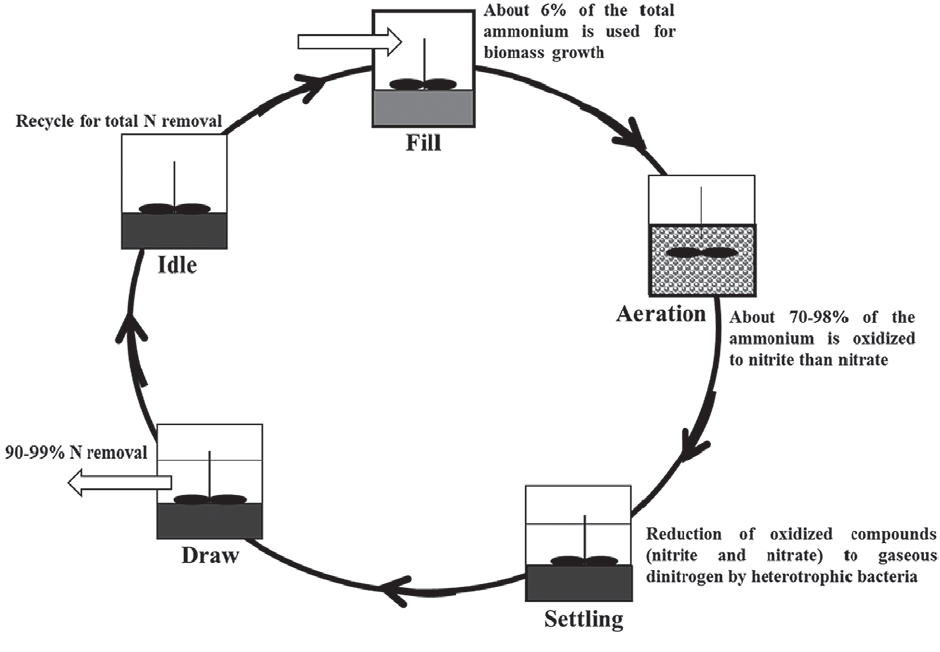 About 6% of the total
ammonium is used for
biomass growth
Fill
Recycle for total N removal
Idle
Aeration
About 70-98% of the
ammonium is oxidized
to nitrite than nitrate
90-99% N removal
Draw
Settling
Reduction of oxidized compounds
(nitrite and nitrate) to gaseous
dinitrogen by heterotrophic bacteria